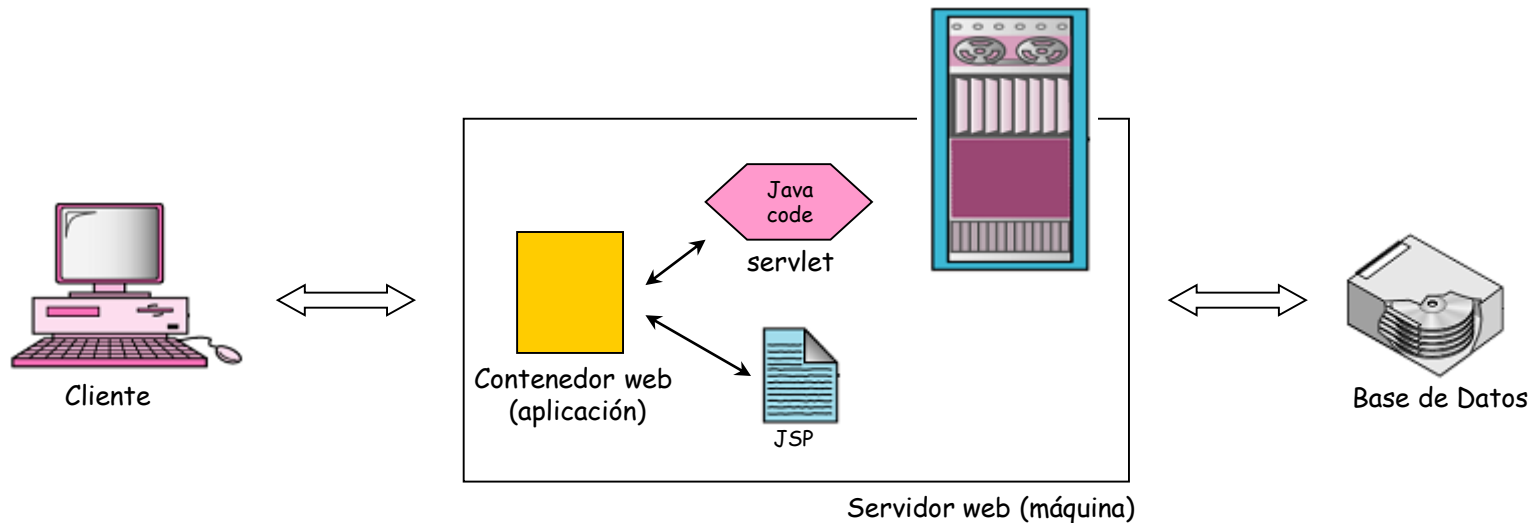 Java
code
servlet
Cliente
Contenedor web
(aplicación)
JSP
Base de Datos
Servidor web (máquina)